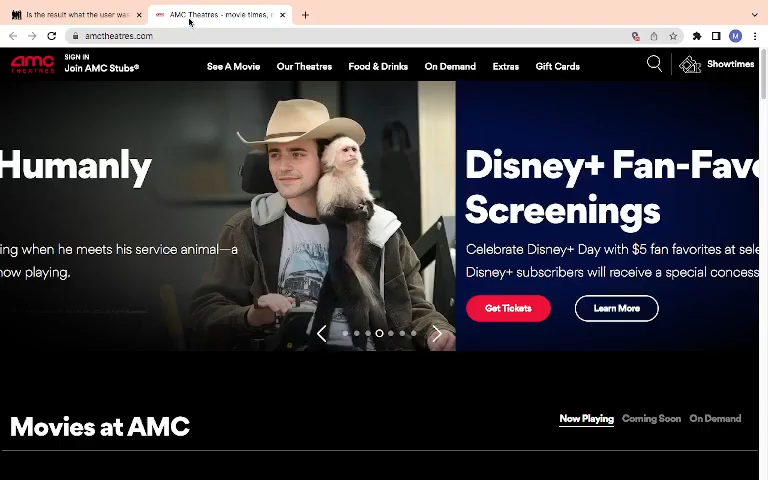 Is the result what the user was
AMC Theatres - movie times, r
amctheatres.com
M
amc
THEATRES
SIGN IN
Join AMC Stubs®
See A Movie
Our Theatres
Food & Drinks
On Demand
Extras
Gift Cards
Showtimes
Humanly
ing when he meets his service animal—a
now playing.
Disney+ Fan-Favo
Screenings
Celebrate Disney+ Day with $5 fan favorites at sele
Disney+ subscribers will receive a special concess
Get Tickets
Learn More
Movies at AMC
Now Playing
Coming Soon
On Demand